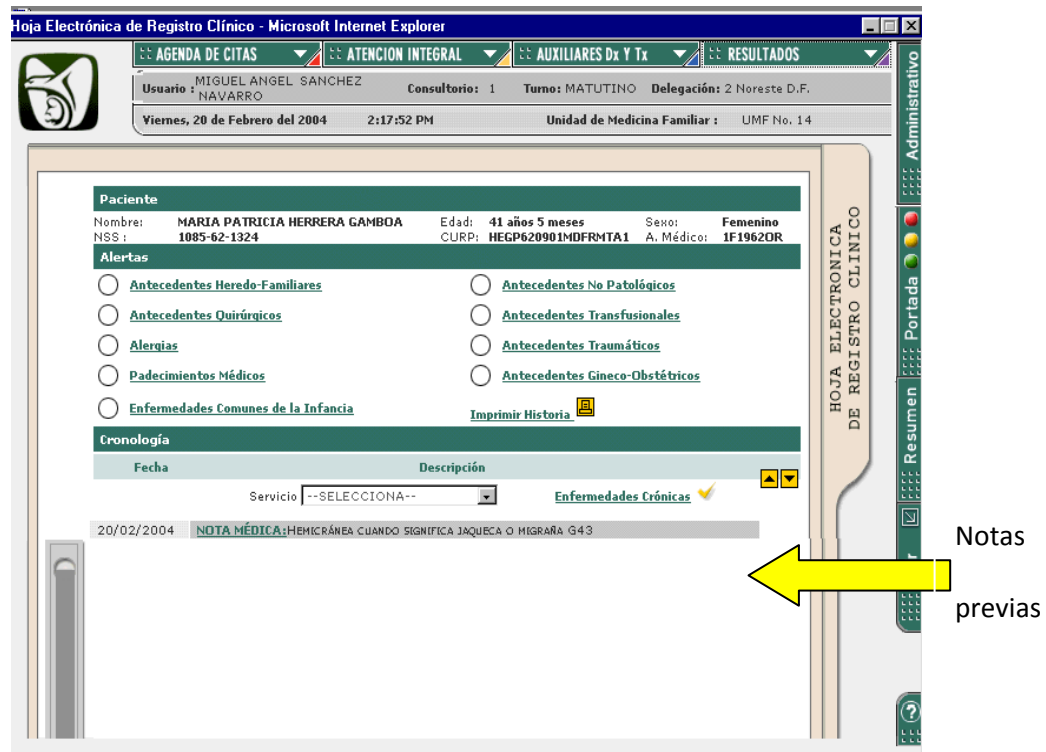 Hoja Electrónica de Registro Clínico - Microsoft Internet Explorer
AGENDA DE CITAS ATENCION INTEGRAL AUXILIARES Dx Y Tx RESULTADOS
Usuario : MIGUEL ANGEL SANCHEZ NAVARRO Consultorio: 1 Turno: MATUTINO Delegación: 2 Noreste D.F.
Viernes, 20 de Febrero del 2004 2:17:52 PM Unidad de Medicina Familiar : UMF No. 14
Paciente
Nombre: MARIA PATRICIA HERRERA GAMBOA Edad: 41 años 5 meses Sexo: Femenino
NSS : 1085-62-1324 CURP: HEGP620901MDFRMTA1 A. Médico: 1F1962OR
Alertas
Antecedentes Heredo-Familiares Antecedentes No Patológicos
Antecedentes Quirúrgicos Antecedentes Transfusionales
Alergias Antecedentes Traumáticos
Padecimientos Médicos Antecedentes Gineco-Obstétricos
Enfermedades Comunes de la Infancia Imprimir Historia
Cronología
Fecha Descripción
Servicio --SELECCIONA-- Enfermedades Crónicas
20/02/2004 NOTA MÉDICA:HEMICRÁNEA CUANDO SIGNIFICA JAQUECA O MIGRAÑA G43
HOJA ELECTRONICA
DE REGISTRO CLINICO
Administrativo
Portada
Resumen
?
Notas
previas